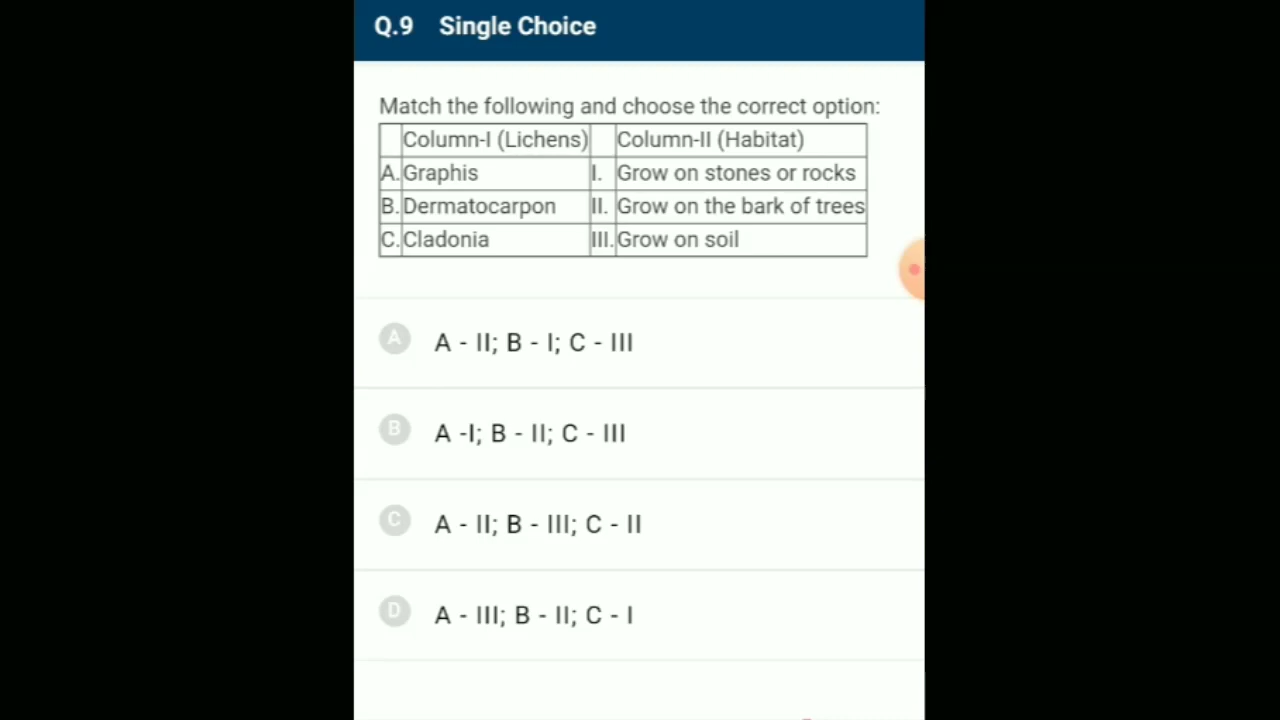 Q.9 Single Choice
Match the following and choose the correct option:
Column-I (Lichens) Column-II (Habitat)
A. Graphis I. Grow on stones or rocks
B. Dermatocarpon II. Grow on the bark of trees
C. Cladonia III. Grow on soil
A A - II; B - I; C - III
B A -I; B - II; C - III
C A - II; B - III; C - II
D A - III; B - II; C - I